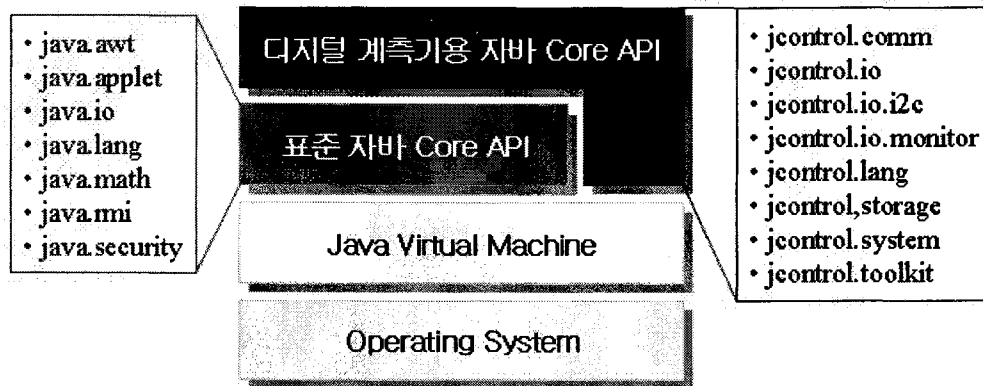 • java.awt
• java.applet
• java.io
• java.lang
• java.math
• java.rmi
• java.security
디지털 계측기용 자바 Core API
표준 자바 Core API
Java Virtual Machine
Operating System
• jcontrol.comm
• jcontrol.io
• jcontrol.io.i2c
• jcontrol.io.monitor
• jcontrol.lang
• jcontrol,storage
• jcontrol.system
• jcontrol.toolkit